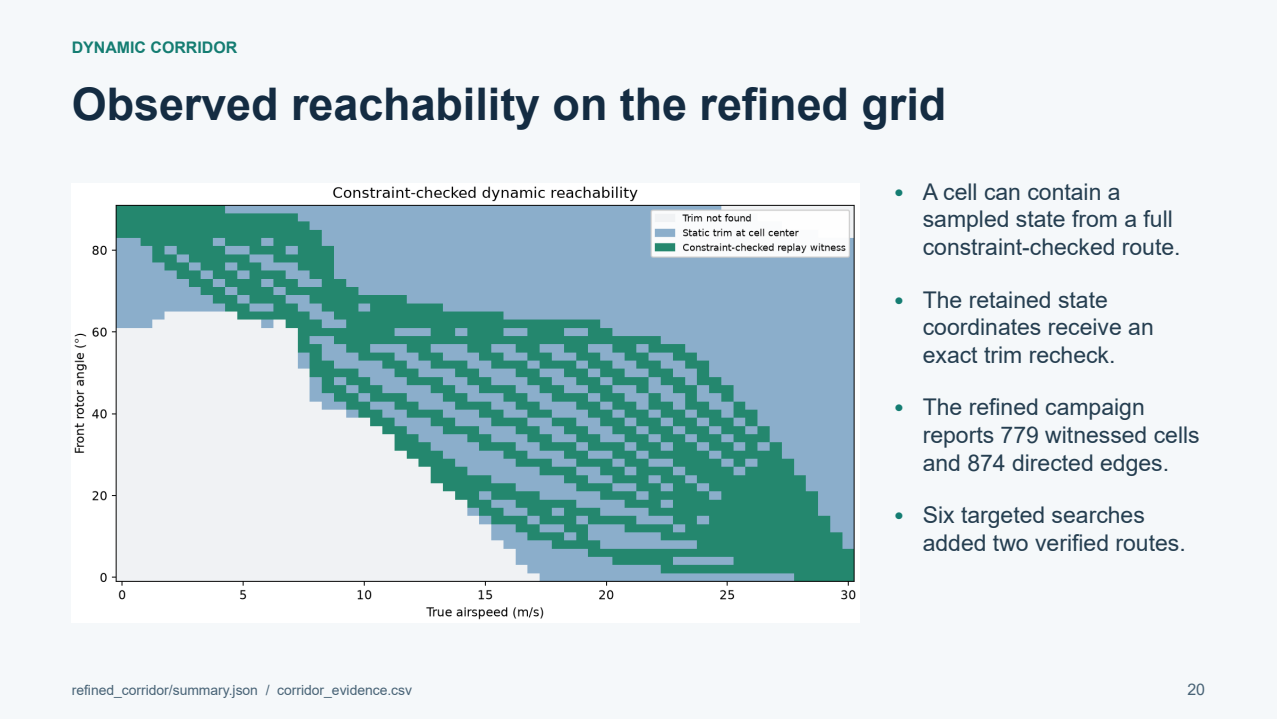 DYNAMIC CORRIDOR
Observed reachability on the refined grid
Constraint-checked dynamic reachability
Trim not found
Static trim at cell center
Constraint-checked replay witness
80
60
40
20
0
Front rotor angle (°)
0 5 10 15 20 25 30
True airspeed (m/s)
• A cell can contain a
sampled state from a full
constraint-checked route.
• The retained state
coordinates receive an
exact trim recheck.
• The refined campaign
reports 779 witnessed cells
and 874 directed edges.
• Six targeted searches
added two verified routes.
refined_corridor/summary.json / corridor_evidence.csv
20